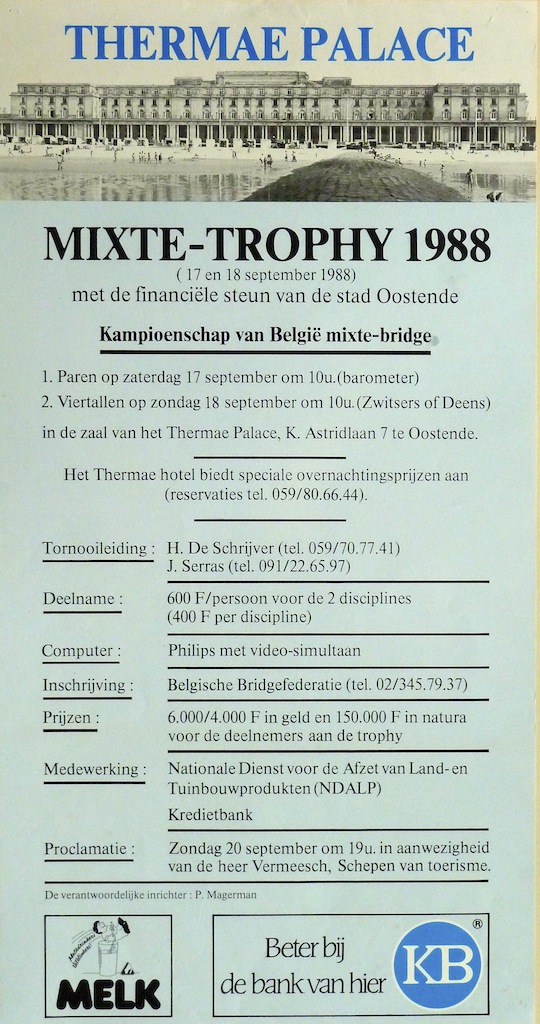 THERMAE PALACE
MIXTE-TROPHY 1988
( 17 en 18 september 1988)
met de financiële steun van de stad Oostende
Kampioenschap van België mixte-bridge
1. Paren op zaterdag 17 september om 10u.(barometer)
2. Viertallen op zondag 18 september om 10u.(Zwitsers of Deens)
in de zaal van het Thermae Palace, K. Astridlaan 7 te Oostende.
Het Thermae hotel biedt speciale overnachtingsprijzen aan
(reservaties tel. 059/80.66.44).
Tornooileiding : H. De Schrijver (tel. 059/70.77.41)
J. Serras (tel. 091/22.65.97)
Deelname : 600 F/persoon voor de 2 disciplines
(400 F per discipline)
Computer : Philips met video-simultaan
Inschrijving : Belgische Bridgefederatie (tel. 02/345.79.37)
Prijzen : 6.000/4.000 F in geld en 150.000 F in natura
voor de deelnemers aan de trophy
Medewerking : Nationale Dienst voor de Afzet van Land- en
Tuinbouwprodukten (NDALP)
Kredietbank
Proclamatie : Zondag 20 september om 19u. in aanwezigheid
van de heer Vermeesch, Schepen van toerisme.
De verantwoordelijke inrichter : P. Magerman
MELK
Beter bij
de bank van hier
KB ®